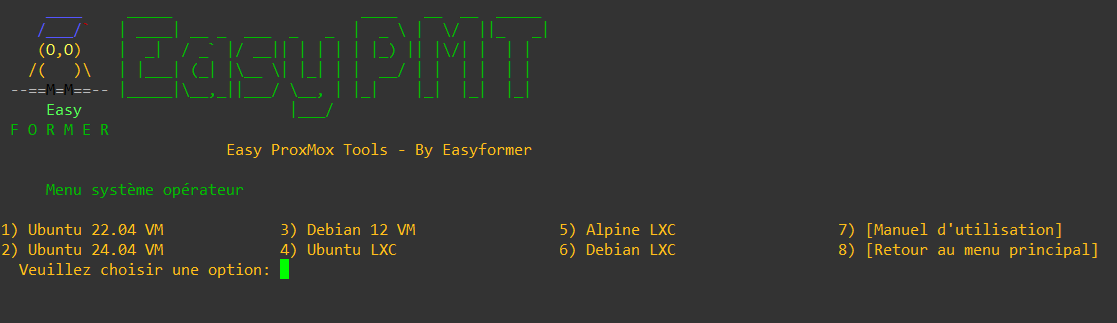 EasyPMT
Easy
F O R M E R
Easy ProxMox Tools - By Easyformer
Menu système opérateur
1) Ubuntu 22.04 VM 3) Debian 12 VM 5) Alpine LXC 7) [Manuel d'utilisation]
2) Ubuntu 24.04 VM 4) Ubuntu LXC 6) Debian LXC 8) [Retour au menu principal]
Veuillez choisir une option: